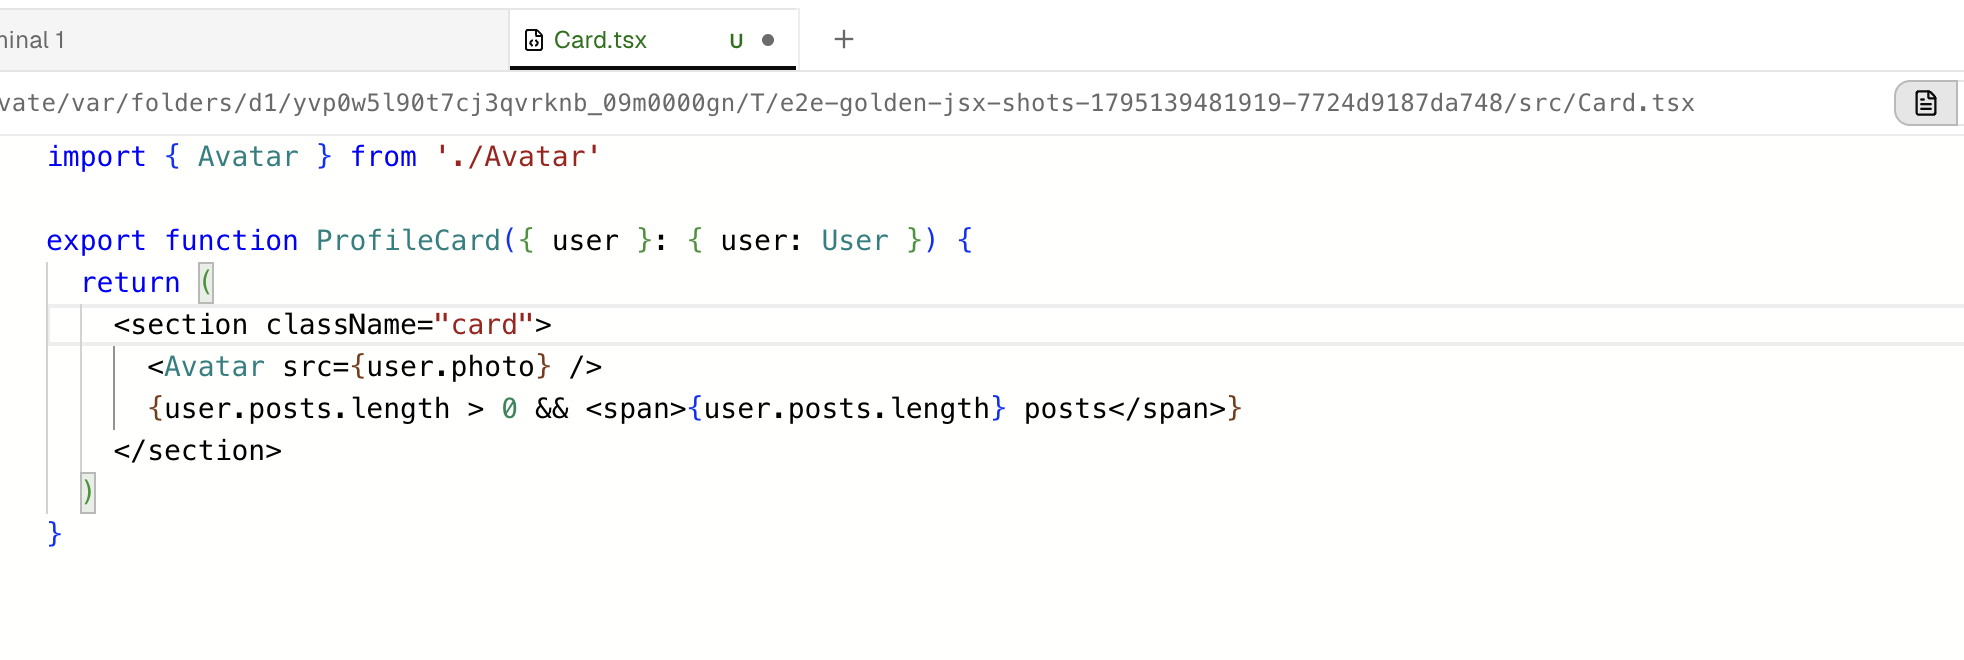 minal 1
Card.tsx U
vate/var/folders/d1/yvp0w5l90t7cj3qvrknb_09m0000gn/T/e2e-golden-jsx-shots-1795139481919-7724d9187da748/src/Card.tsx
import { Avatar } from './Avatar'

export function ProfileCard({ user }: { user: User }) {
  return (
    <section className="card">
      <Avatar src={user.photo} />
      {user.posts.length > 0 && <span>{user.posts.length} posts</span>}
    </section>
  )
}